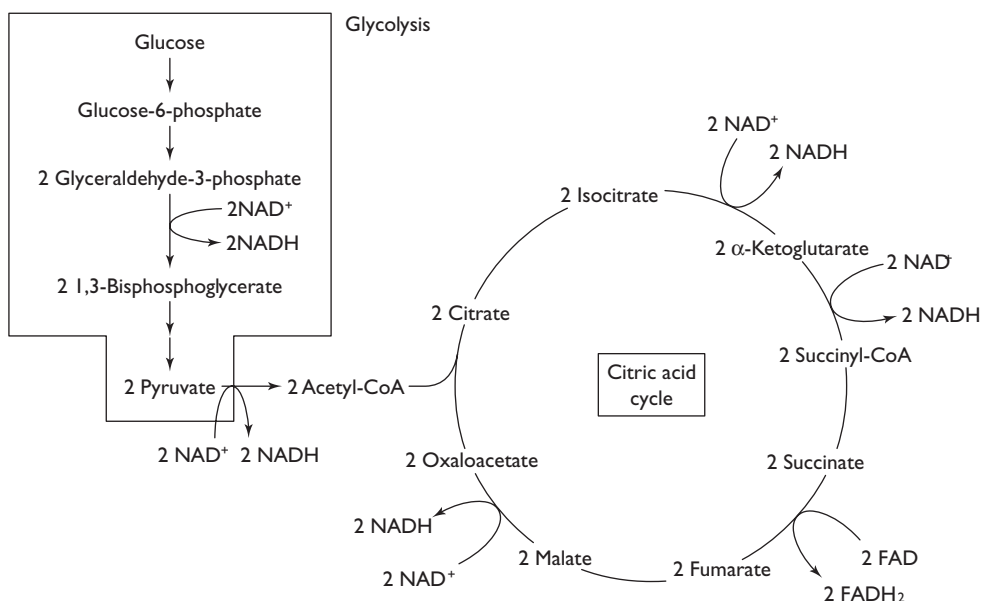 Glycolysis
Glucose
Glucose-6-phosphate
2 Glyceraldehyde-3-phosphate
2NAD⁺
2NADH
2 1,3-Bisphosphoglycerate
2 Pyruvate
2 NAD⁺ 2 NADH
2 Acetyl-CoA
2 Citrate
2 Isocitrate
2 NAD⁺
2 NADH
2 α-Ketoglutarate
2 NAD⁺
2 NADH
2 Succinyl-CoA
2 Succinate
2 FAD
2 FADH₂
2 Fumarate
2 Malate
2 NAD⁺
2 NADH
2 Oxaloacetate
Citric acid
cycle